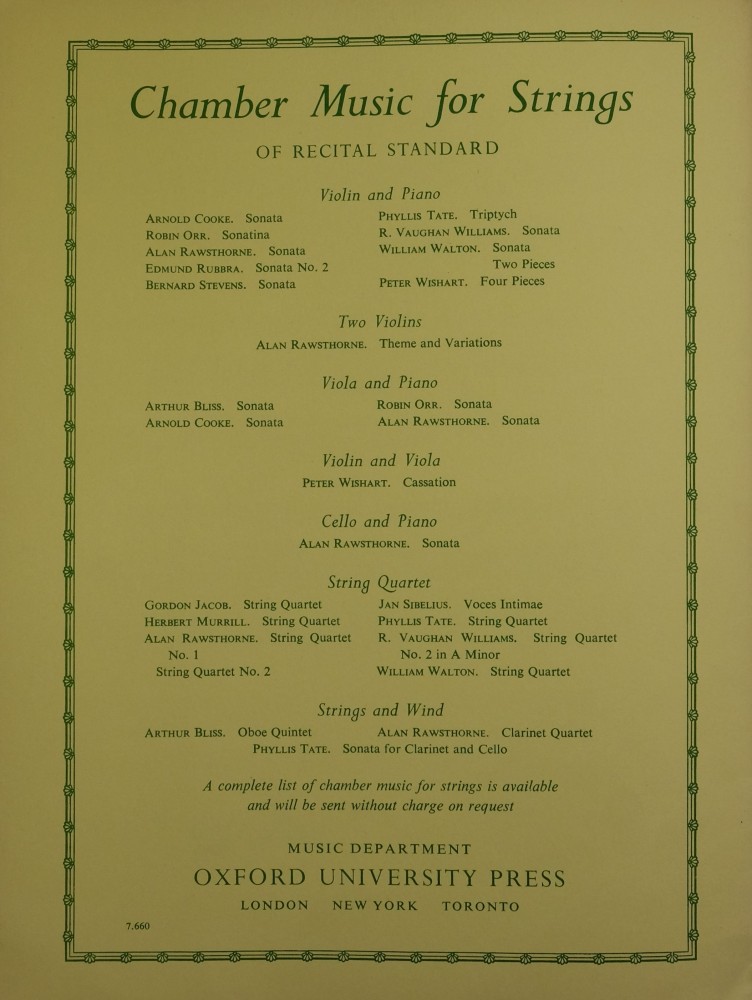 Chamber Music for Strings
OF RECITAL STANDARD
Violin and Piano
ARNOLD COOKE. Sonata
ROBIN ORR. Sonatina
ALAN RAWSTHORNE. Sonata
EDMUND RUBBRA. Sonata No. 2
BERNARD STEVENS. Sonata
PHYLLIS TATE. Triptych
R. VAUGHAN WILLIAMS. Sonata
WILLIAM WALTON. Sonata
Two Pieces
PETER WISHART. Four Pieces
Two Violins
ALAN RAWSTHORNE. Theme and Variations
Viola and Piano
ARTHUR BLISS. Sonata
ARNOLD COOKE. Sonata
ROBIN ORR. Sonata
ALAN RAWSTHORNE. Sonata
Violin and Viola
PETER WISHART. Cassation
Cello and Piano
ALAN RAWSTHORNE. Sonata
String Quartet
GORDON JACOB. String Quartet
HERBERT MURRILL. String Quartet
ALAN RAWSTHORNE. String Quartet
No. 1
String Quartet No. 2
JAN SIBELIUS. Voces Intimae
PHYLLIS TATE. String Quartet
R. VAUGHAN WILLIAMS. String Quartet
No. 2 in A Minor
WILLIAM WALTON. String Quartet
Strings and Wind
ARTHUR BLISS. Oboe Quintet
ALAN RAWSTHORNE. Clarinet Quartet
PHYLLIS TATE. Sonata for Clarinet and Cello
A complete list of chamber music for strings is available
and will be sent without charge on request
MUSIC DEPARTMENT
OXFORD UNIVERSITY PRESS
LONDON NEW YORK TORONTO
7.660